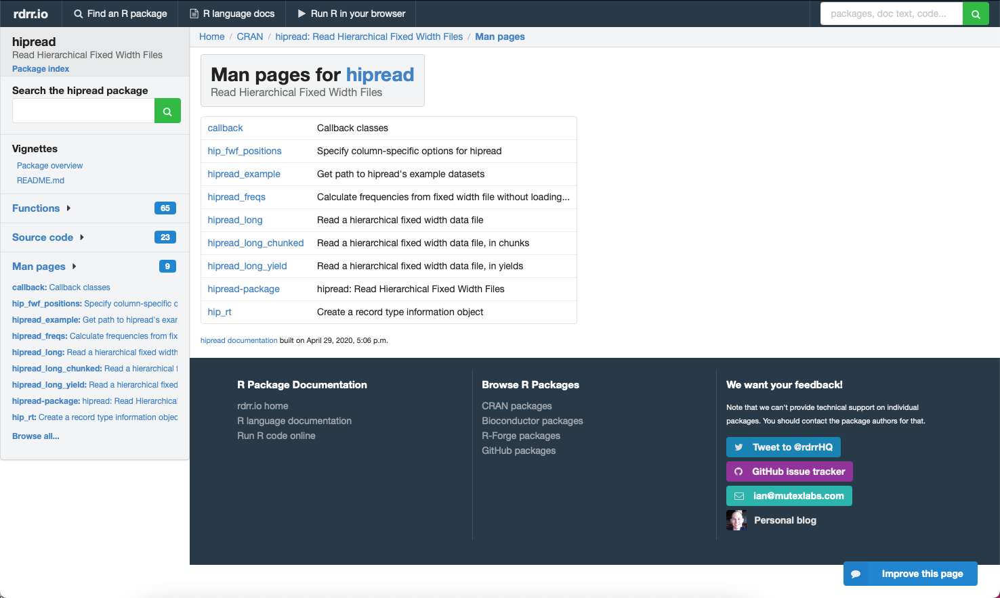 rdrr.io
Find an R package
R language docs
Run R in your browser
packages, doc text, code...
hipread
Read Hierarchical Fixed Width Files
Package index
Search the hipread package
Vignettes
Package overview
README.md
Functions 65
Source code 23
Man pages 9
callback: Callback classes
hip_fwf_positions: Specify column-specific c
hipread_example: Get path to hipread's exar
hipread_freqs: Calculate frequencies from fix
hipread_long: Read a hierarchical fixed width
hipread_long_chunked: Read a hierarchical f
hipread_long_yield: Read a hierarchical fixed
hipread-package: hipread: Read Hierarchical
hip_rt: Create a record type information objec
Browse all...
Home / CRAN / hipread: Read Hierarchical Fixed Width Files / Man pages
Man pages for hipread
Read Hierarchical Fixed Width Files
callback Callback classes
hip_fwf_positions Specify column-specific options for hipread
hipread_example Get path to hipread's example datasets
hipread_freqs Calculate frequencies from fixed width file without loading...
hipread_long Read a hierarchical fixed width data file
hipread_long_chunked Read a hierarchical fixed width data file, in chunks
hipread_long_yield Read a hierarchical fixed width data file, in yields
hipread-package hipread: Read Hierarchical Fixed Width Files
hip_rt Create a record type information object
hipread documentation built on April 29, 2020, 5:06 p.m.
R Package Documentation
rdrr.io home
R language documentation
Run R code online
Browse R Packages
CRAN packages
Bioconductor packages
R-Forge packages
GitHub packages
We want your feedback!
Note that we can't provide technical support on individual
packages. You should contact the package authors for that.
Tweet to @rdrrHQ
GitHub issue tracker
ian@mutexlabs.com
Personal blog
Improve this page